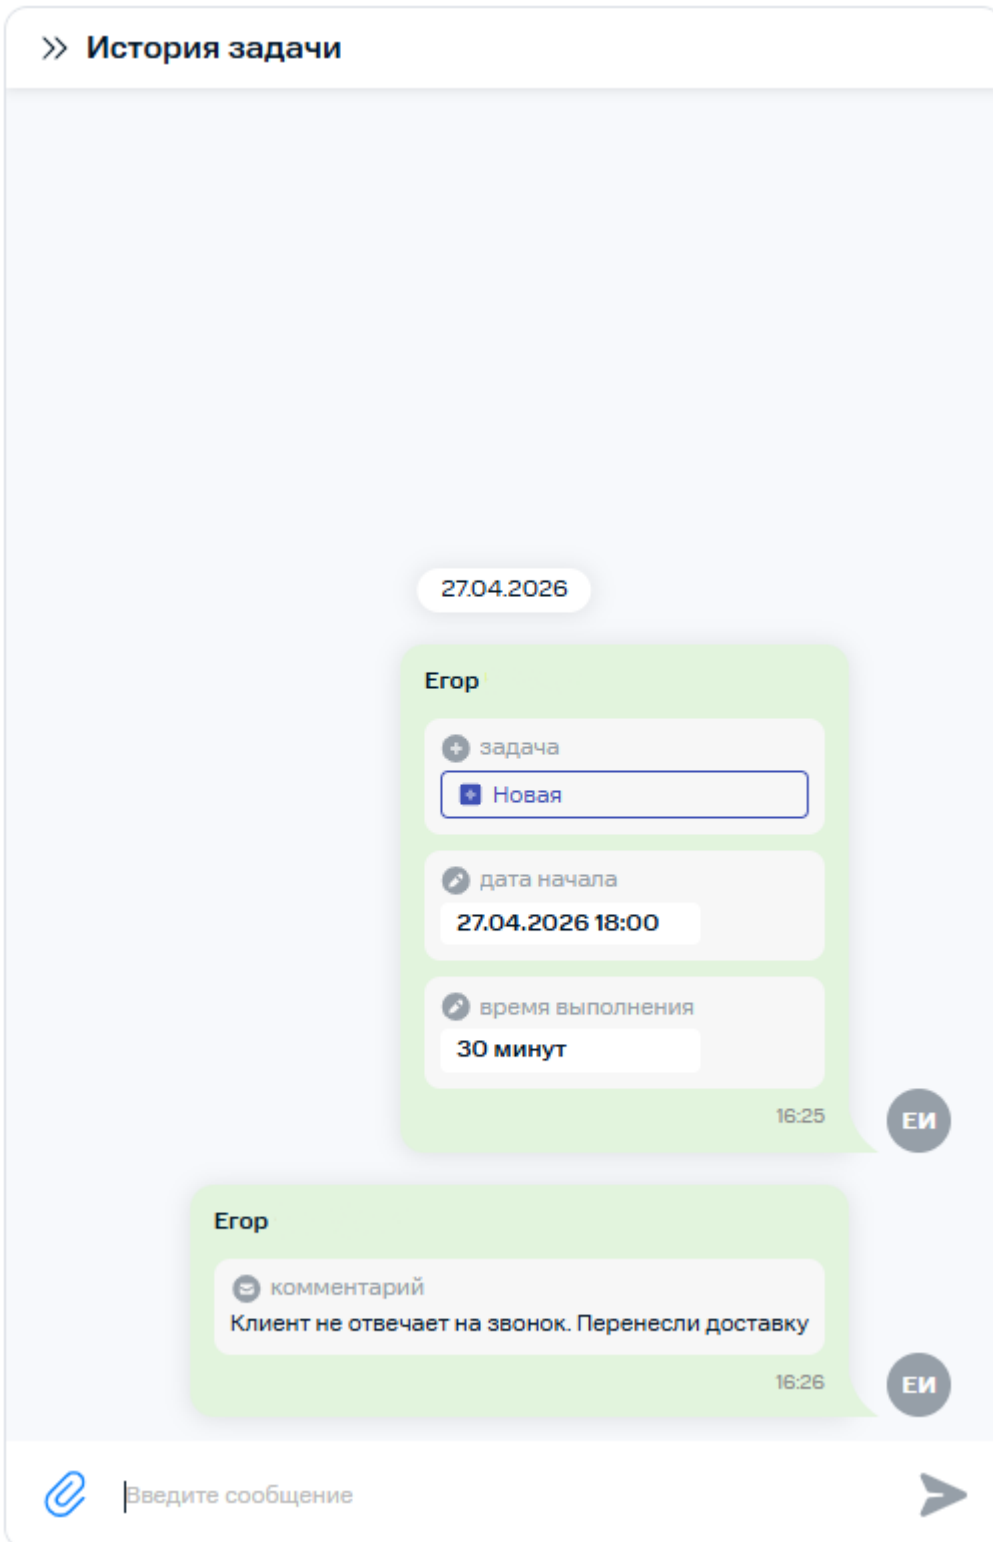 История задачи
27.04.2026
Егор
задача
Новая
дата начала
27.04.2026 18:00
время выполнения
30 минут
16:25
ЕИ
Егор
комментарий
Клиент не отвечает на звонок. Перенесли доставку
16:26
ЕИ
Введите сообщение